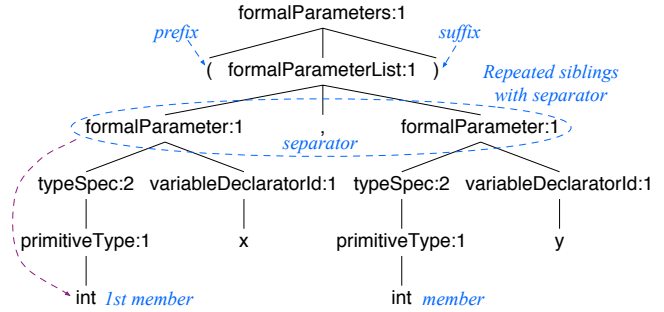 formalParameters:1
prefix
suffix
( formalParameterList:1 )
Repeated siblings
with separator
formalParameter:1 , formalParameter:1
separator
typeSpec:2 variableDeclaratorId:1 typeSpec:2 variableDeclaratorId:1
primitiveType:1 x primitiveType:1 y
int 1st member int member